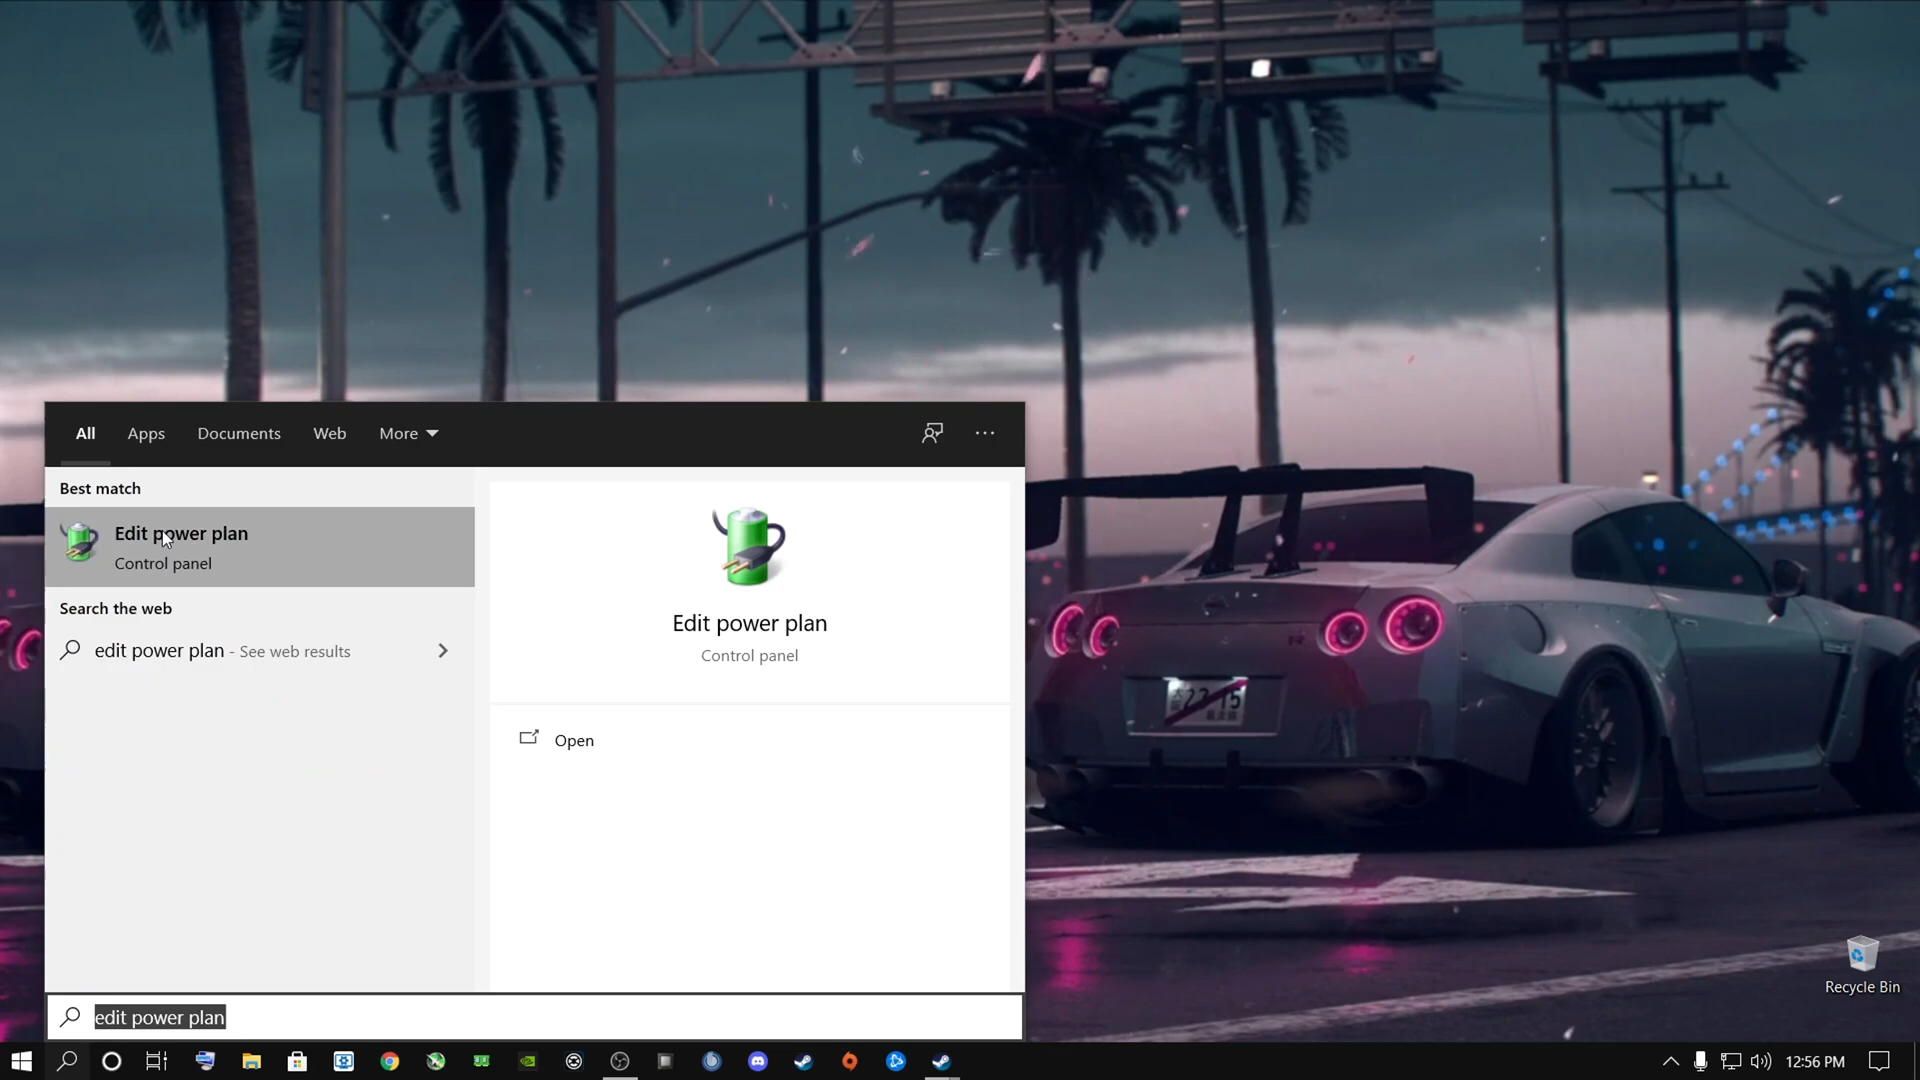 All Apps Documents Web More
Best match
Edit power plan
Control panel
Search the web
edit power plan - See web results
Edit power plan
Control panel
Open
edit power plan
Recycle Bin
12:56 PM